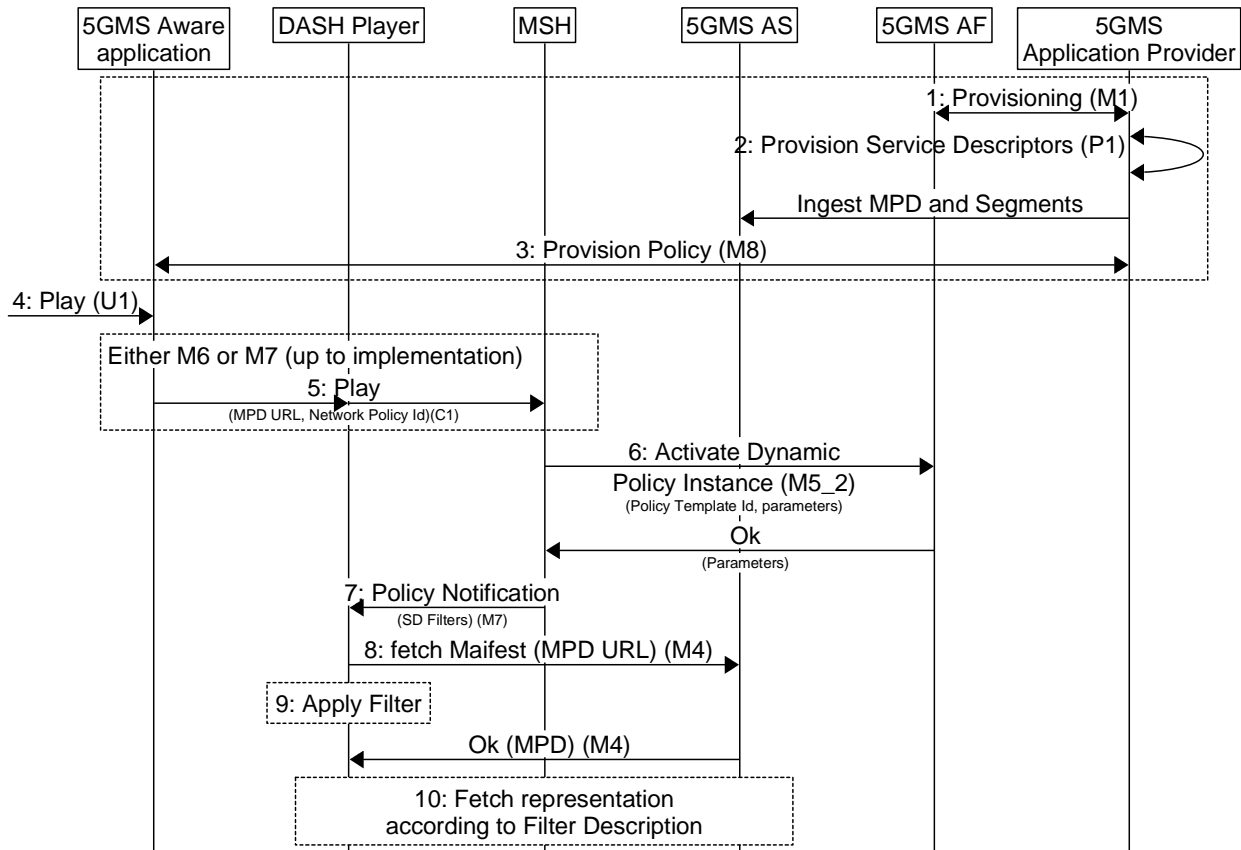 5GMS Aware
application
DASH Player
MSH
5GMS AS
5GMS AF
5GMS
Application Provider
1: Provisioning (M1)
2: Provision Service Descriptors (P1)
Ingest MPD and Segments
3: Provision Policy (M8)
4: Play (U1)
Either M6 or M7 (up to implementation)
5: Play
(MPD URL, Network Policy Id)(C1)
6: Activate Dynamic
Policy Instance (M5_2)
(Policy Template Id, parameters)
Ok
(Parameters)
7: Policy Notification
(SD Filters) (M7)
8: fetch Maifest (MPD URL) (M4)
9: Apply Filter
Ok (MPD) (M4)
10: Fetch representation
according to Filter Description